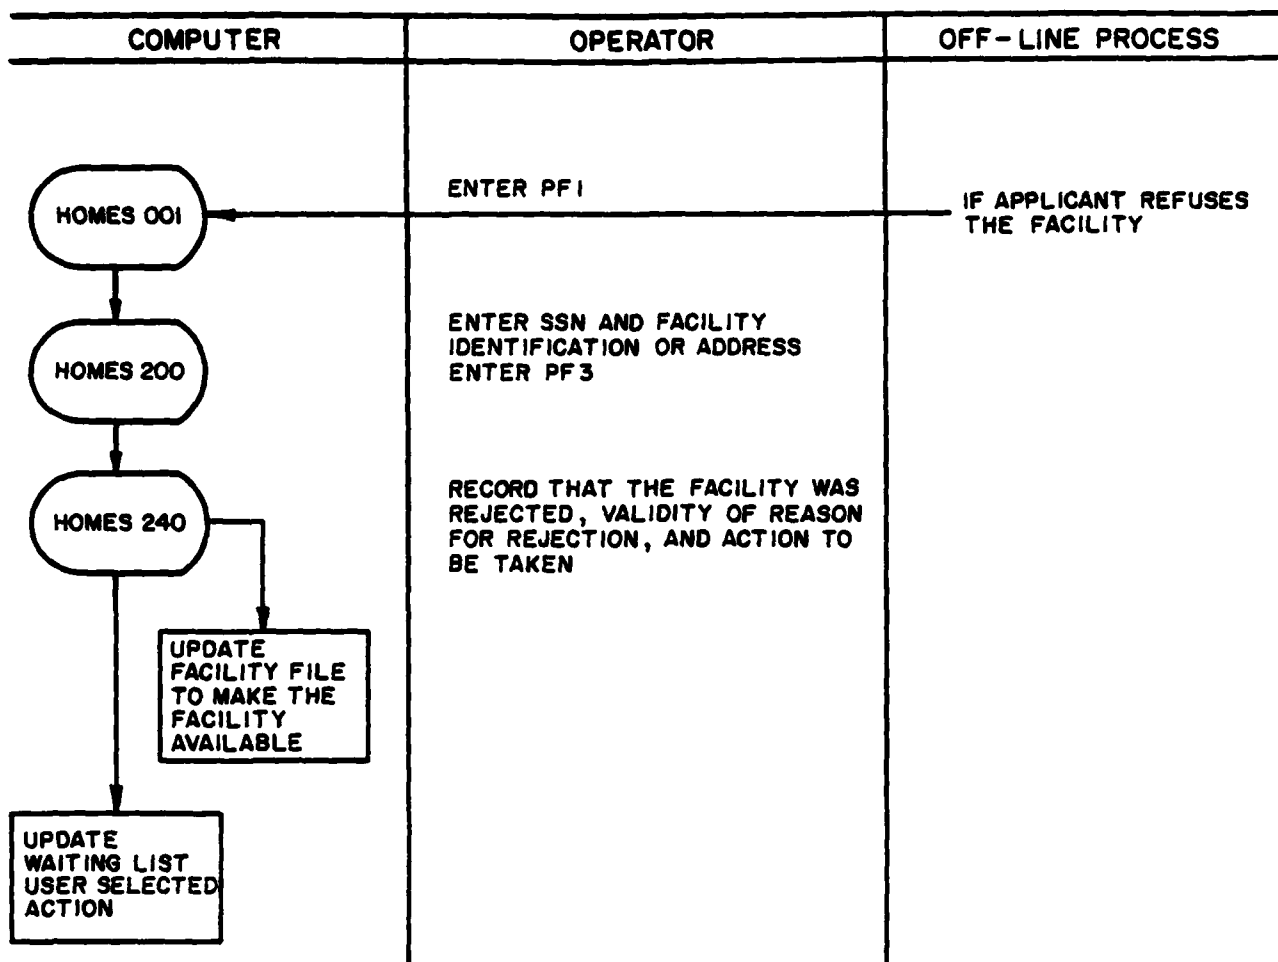 COMPUTER
OPERATOR
OFF-LINE PROCESS
HOMES 001
ENTER PF1
IF APPLICANT REFUSES
THE FACILITY
HOMES 200
ENTER SSN AND FACILITY
IDENTIFICATION OR ADDRESS
ENTER PF3
HOMES 240
RECORD THAT THE FACILITY WAS
REJECTED, VALIDITY OF REASON
FOR REJECTION, AND ACTION TO
BE TAKEN
UPDATE
FACILITY FILE
TO MAKE THE
FACILITY
AVAILABLE
UPDATE
WAITING LIST
USER SELECTED
ACTION